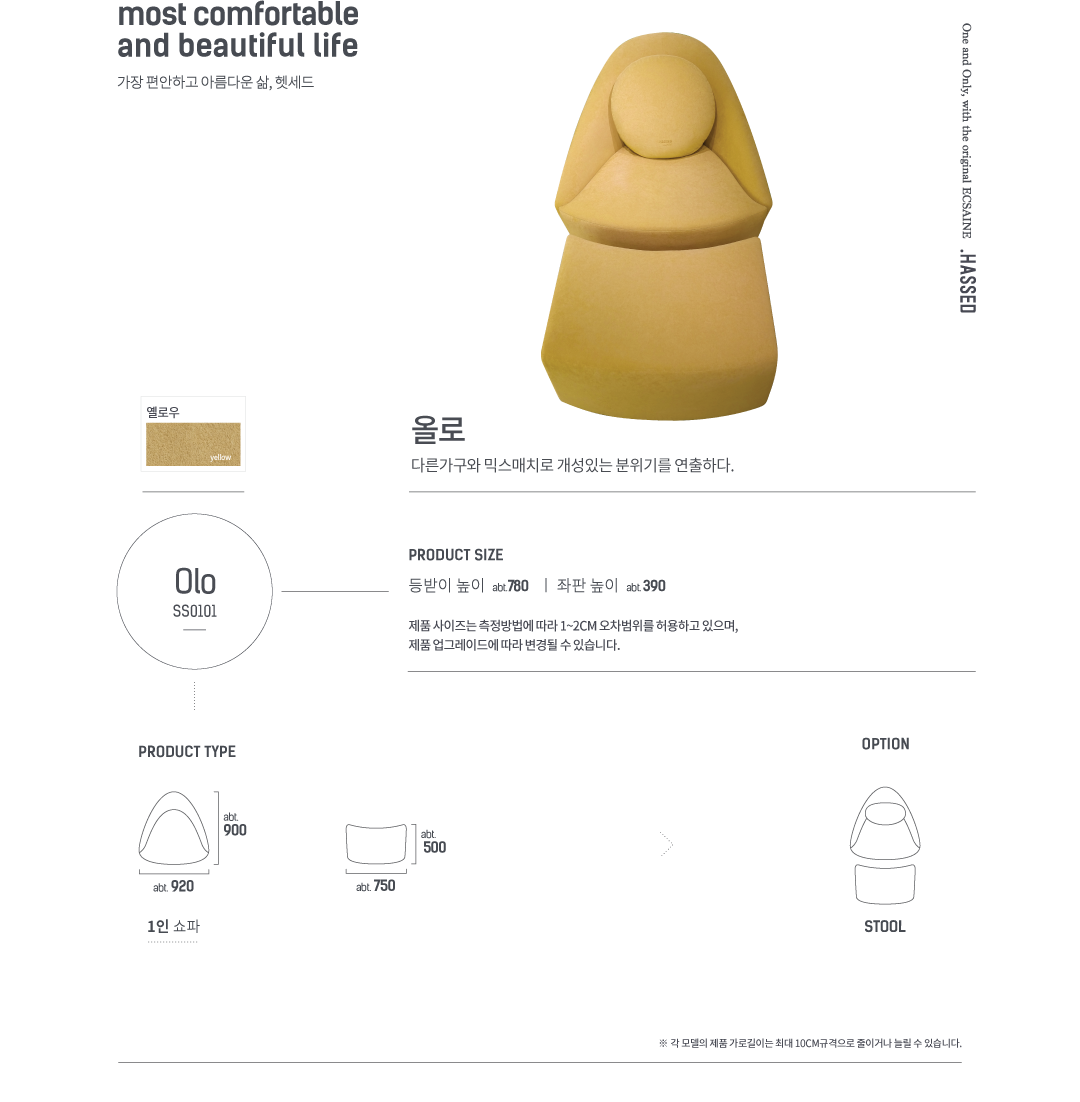 most comfortable
and beautiful life
가장 편안하고 아름다운 삶, 헷세드
One and Only, with the original ECSAINE .HASSED
옐로우
yellow
올로
다른가구와 믹스매치로 개성있는 분위기를 연출하다.
Olo
SS0101
PRODUCT SIZE
등받이 높이 abt.780 | 좌판 높이 abt.390
제품 사이즈는 측정방법에 따라 1~2CM 오차범위를 허용하고 있으며,
제품 업그레이드에 따라 변경될 수 있습니다.
PRODUCT TYPE
abt.
900
abt. 920
1인 쇼파
abt.
500
abt. 750
OPTION
STOOL
※ 각 모델의 제품 가로길이는 최대 10CM규격으로 줄이거나 늘릴 수 있습니다.